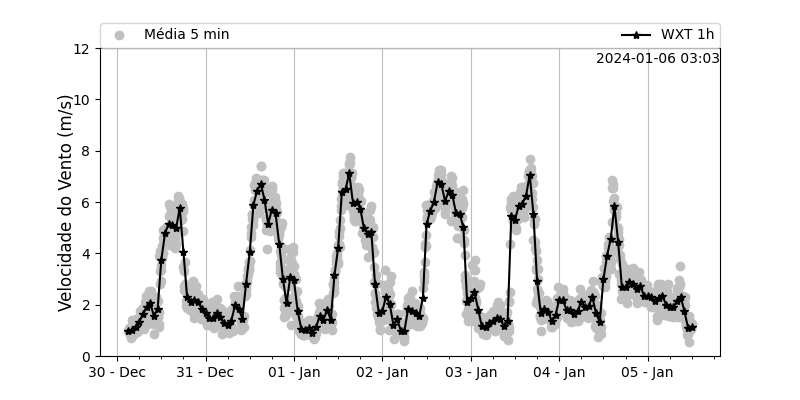 Média 5 min
WXT 1h
2024-01-06 03:03
Velocidade do Vento (m/s)
12
10
8
6
4
2
0
30 - Dec
31 - Dec
01 - Jan
02 - Jan
03 - Jan
04 - Jan
05 - Jan